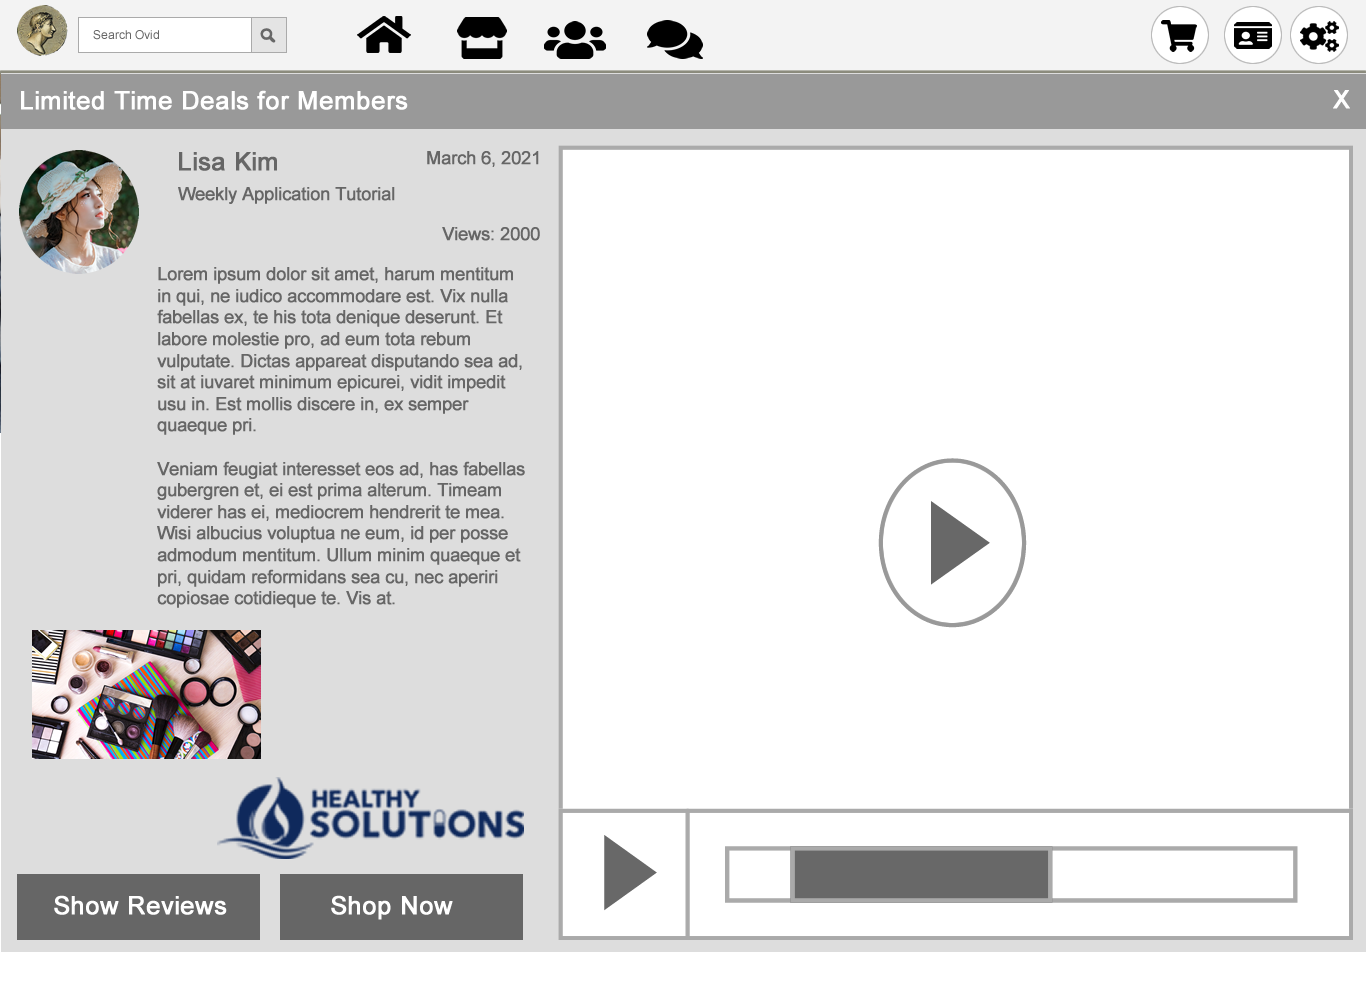 Search Ovid
Limited Time Deals for Members
X
Lisa Kim
March 6, 2021
Weekly Application Tutorial
Views: 2000
Lorem ipsum dolor sit amet, harum mentitum
in qui, ne iudico accommodare est. Vix nulla
fabellas ex, te his tota denique deserunt. Et
labore molestie pro, ad eum tota rebum
vulputate. Dictas appareat disputando sea ad,
sit at iuvaret minimum epicurei, vidit impedit
usu in. Est mollis discere in, ex semper
quaeque pri.
Veniam feugiat interesset eos ad, has fabellas
gubergren et, ei est prima alterum. Timeam
viderer has ei, mediocrem hendrerit te mea.
Wisi albucius voluptua ne eum, id per posse
admodum mentitum. Ullum minim quaeque et
pri, quidam reformidans sea cu, nec aperiri
copiosae cotidieque te. Vis at.
HEALTHY
SOLUTIONS
Show Reviews
Shop Now